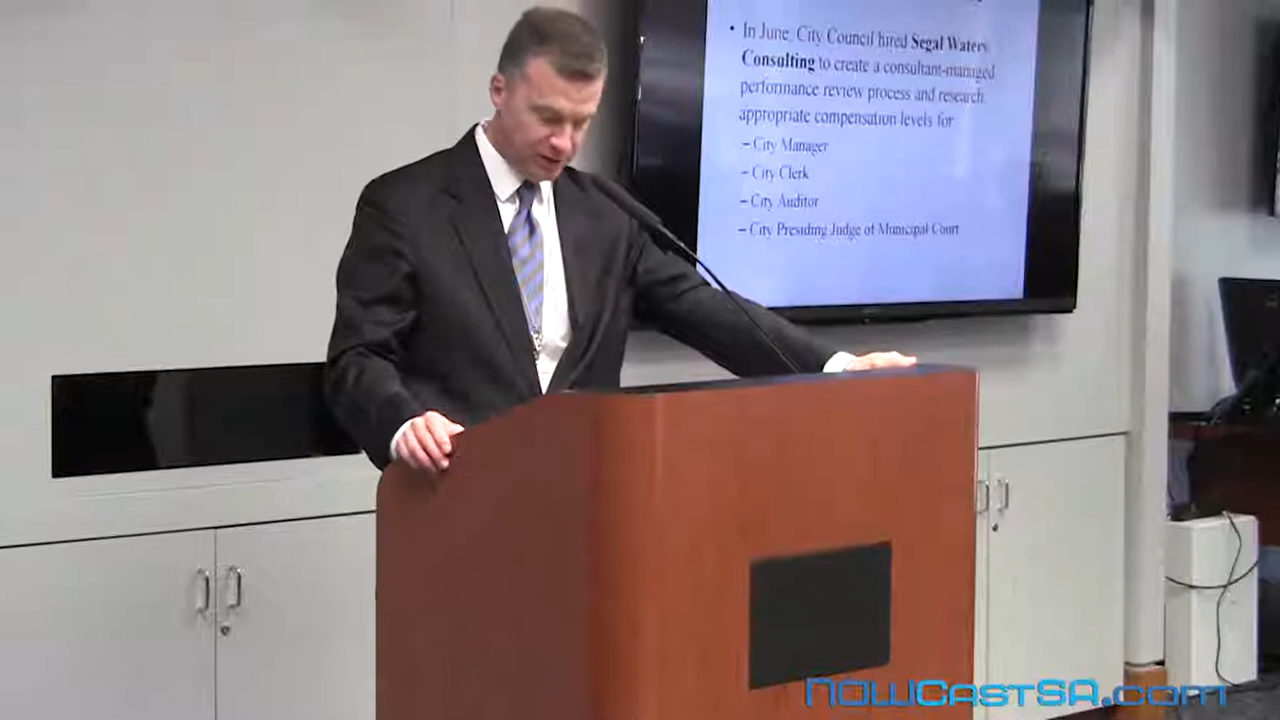 • In June, City Council hired Segal Waters
Consulting to create a consultant-managed
performance review process and research
appropriate compensation levels for
– City Manager
– City Clerk
– City Auditor
– City Presiding Judge of Municipal Court
NOWCastSA.com